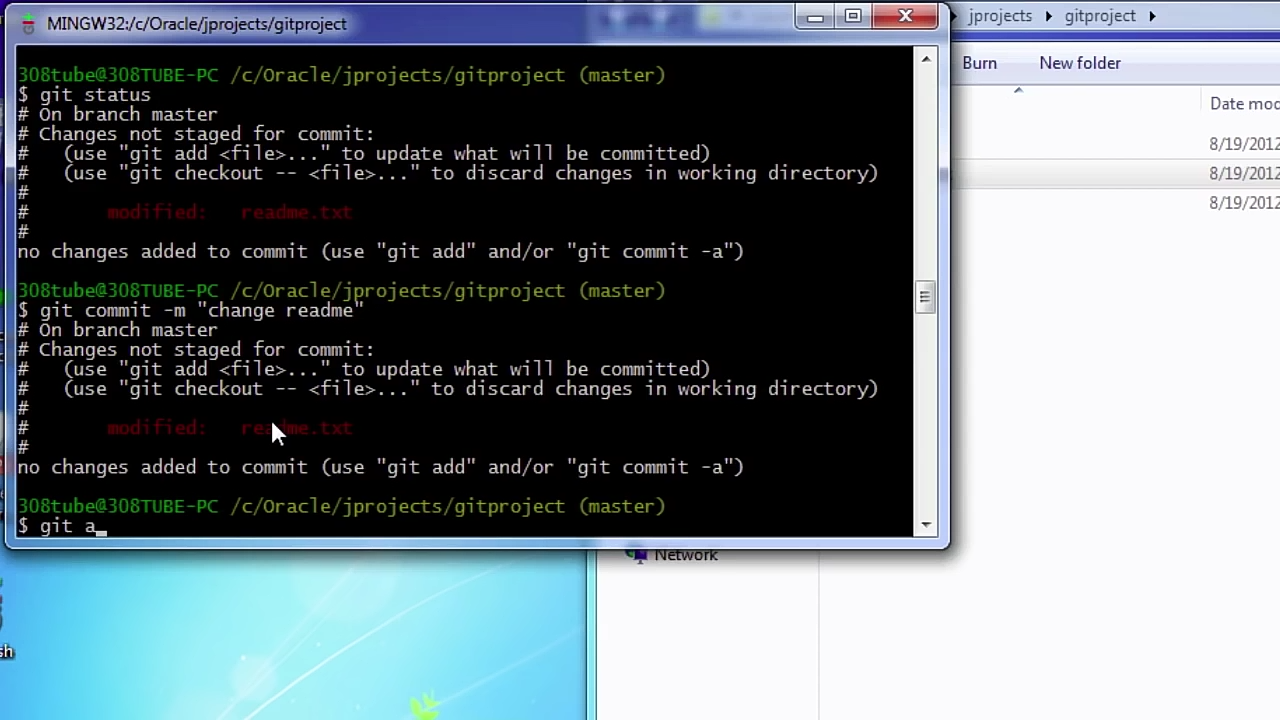 MINGW32:/c/Oracle/jprojects/gitproject
jprojects
gitproject
Burn
New folder
Date mod
8/19/2012
8/19/2012
8/19/2012
308tube@308TUBE-PC /c/Oracle/jprojects/gitproject (master)
$ git status
# On branch master
# Changes not staged for commit:
#   (use "git add <file>..." to update what will be committed)
#   (use "git checkout -- <file>..." to discard changes in working directory)
#
#       modified:   readme.txt
#
no changes added to commit (use "git add" and/or "git commit -a")
308tube@308TUBE-PC /c/Oracle/jprojects/gitproject (master)
$ git commit -m "change readme"
# On branch master
# Changes not staged for commit:
#   (use "git add <file>..." to update what will be committed)
#   (use "git checkout -- <file>..." to discard changes in working directory)
#
#       modified:   readme.txt
#
no changes added to commit (use "git add" and/or "git commit -a")
308tube@308TUBE-PC /c/Oracle/jprojects/gitproject (master)
$ git a
Network
sh